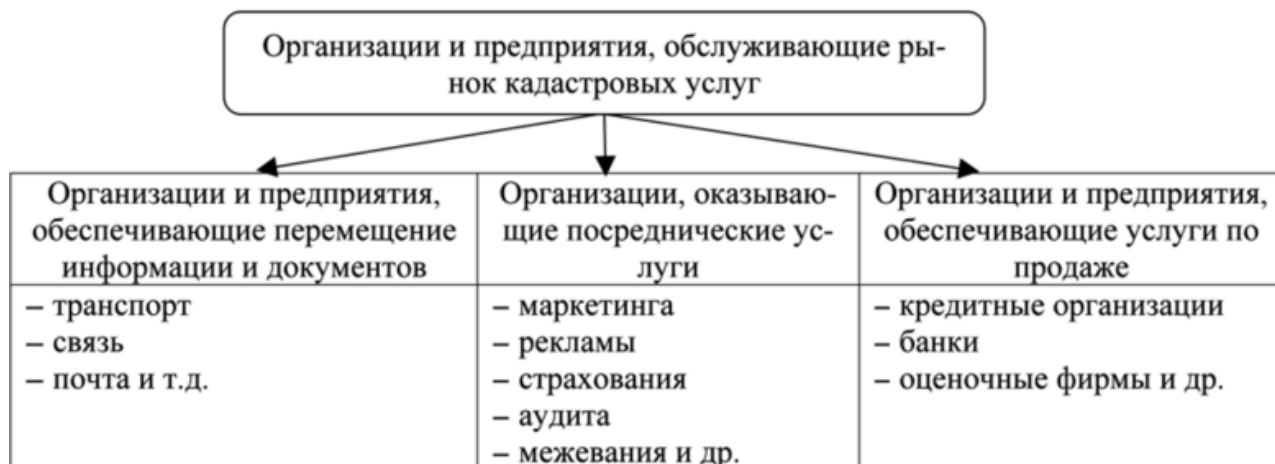 Организации и предприятия, обслуживающие ры-
нок кадастровых услуг
Организации и предприятия,
обеспечивающие перемещение
информации и документов
Организации, оказываю-
щие посреднические ус-
луги
Организации и предприятия,
обеспечивающие услуги по
продаже
– транспорт
– связь
– почта и т.д.
– маркетинга
– рекламы
– страхования
– аудита
– межевания и др.
– кредитные организации
– банки
– оценочные фирмы и др.